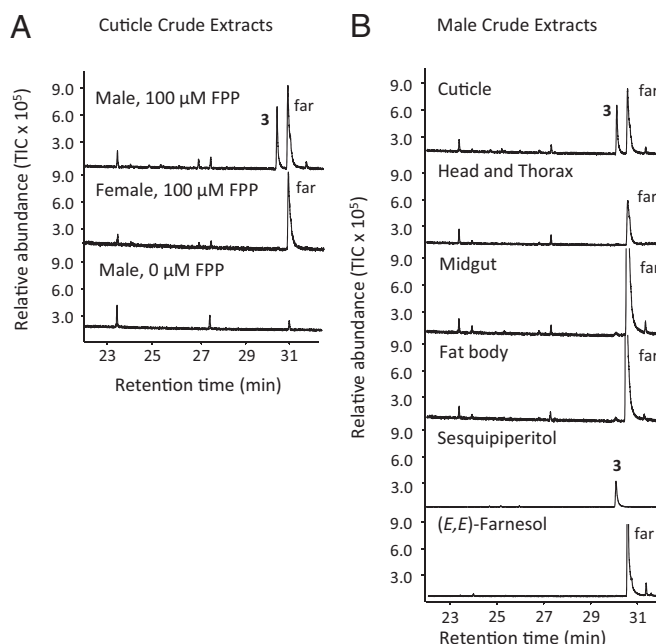 A
Cuticle Crude Extracts
Relative abundance (TIC x 10⁵)
9.0
6.0
3.0
Male, 100 µM FPP
3
far
9.0
6.0
3.0
Female, 100 µM FPP
far
9.0
6.0
3.0
Male, 0 µM FPP
23 25 27 29 31
Retention time (min)
B
Male Crude Extracts
Relative abundance (TIC x 10⁵)
9.0
6.0
3.0
Cuticle
3
far
9.0
6.0
3.0
Head and Thorax
9.0
6.0
3.0
Midgut
far
9.0
6.0
3.0
Fat body
far
9.0
6.0
3.0
Sesquipiperitol
3
9.0
6.0
3.0
(E,E)-Farnesol
far
23 25 27 29 31
Retention time (min)